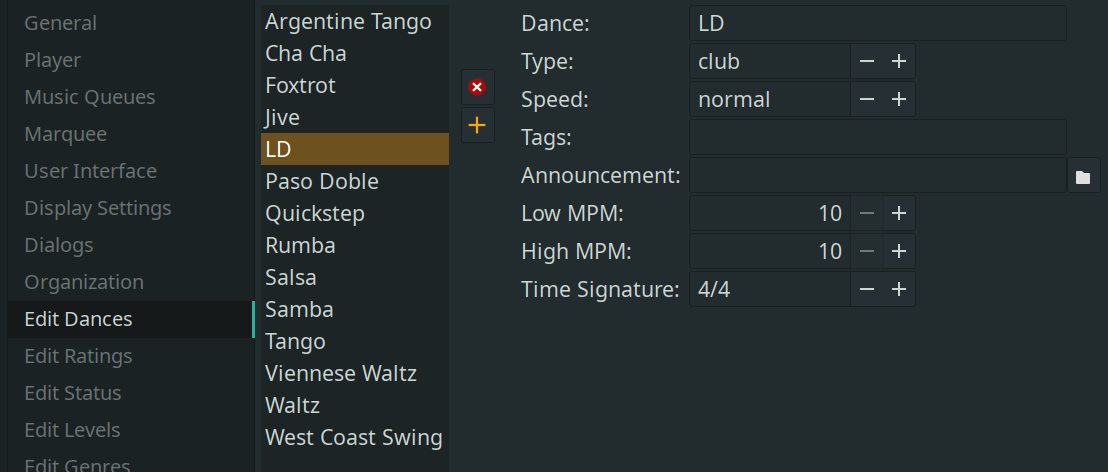 General
Player
Music Queues
Marquee
User Interface
Display Settings
Dialogs
Organization
Edit Dances
Edit Ratings
Edit Status
Edit Levels
Edit Genres
Argentine Tango
Cha Cha
Foxtrot
Jive
LD
Paso Doble
Quickstep
Rumba
Salsa
Samba
Tango
Viennese Waltz
Waltz
West Coast Swing
Dance: LD
Type: club
Speed: normal
Tags:
Announcement:
Low MPM: 10
High MPM: 10
Time Signature: 4/4